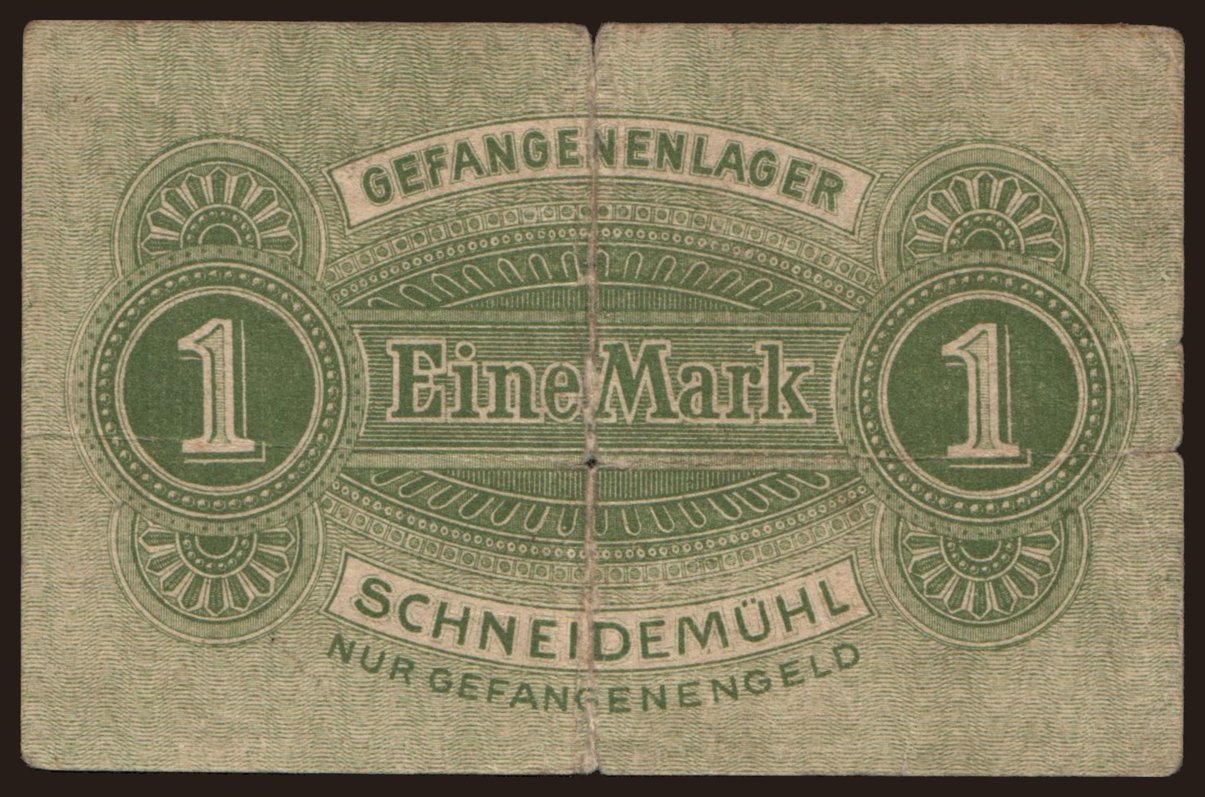 GEFANGENENLAGER
1 Eine Mark 1
SCHNEIDEMÜHL
NUR GEFANGENENGELD